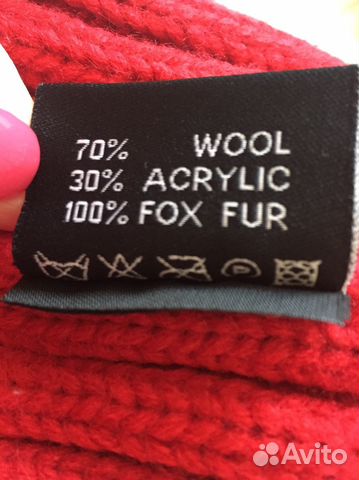 70% WOOL
30% ACRYLIC
100% FOX FUR
P
Avito